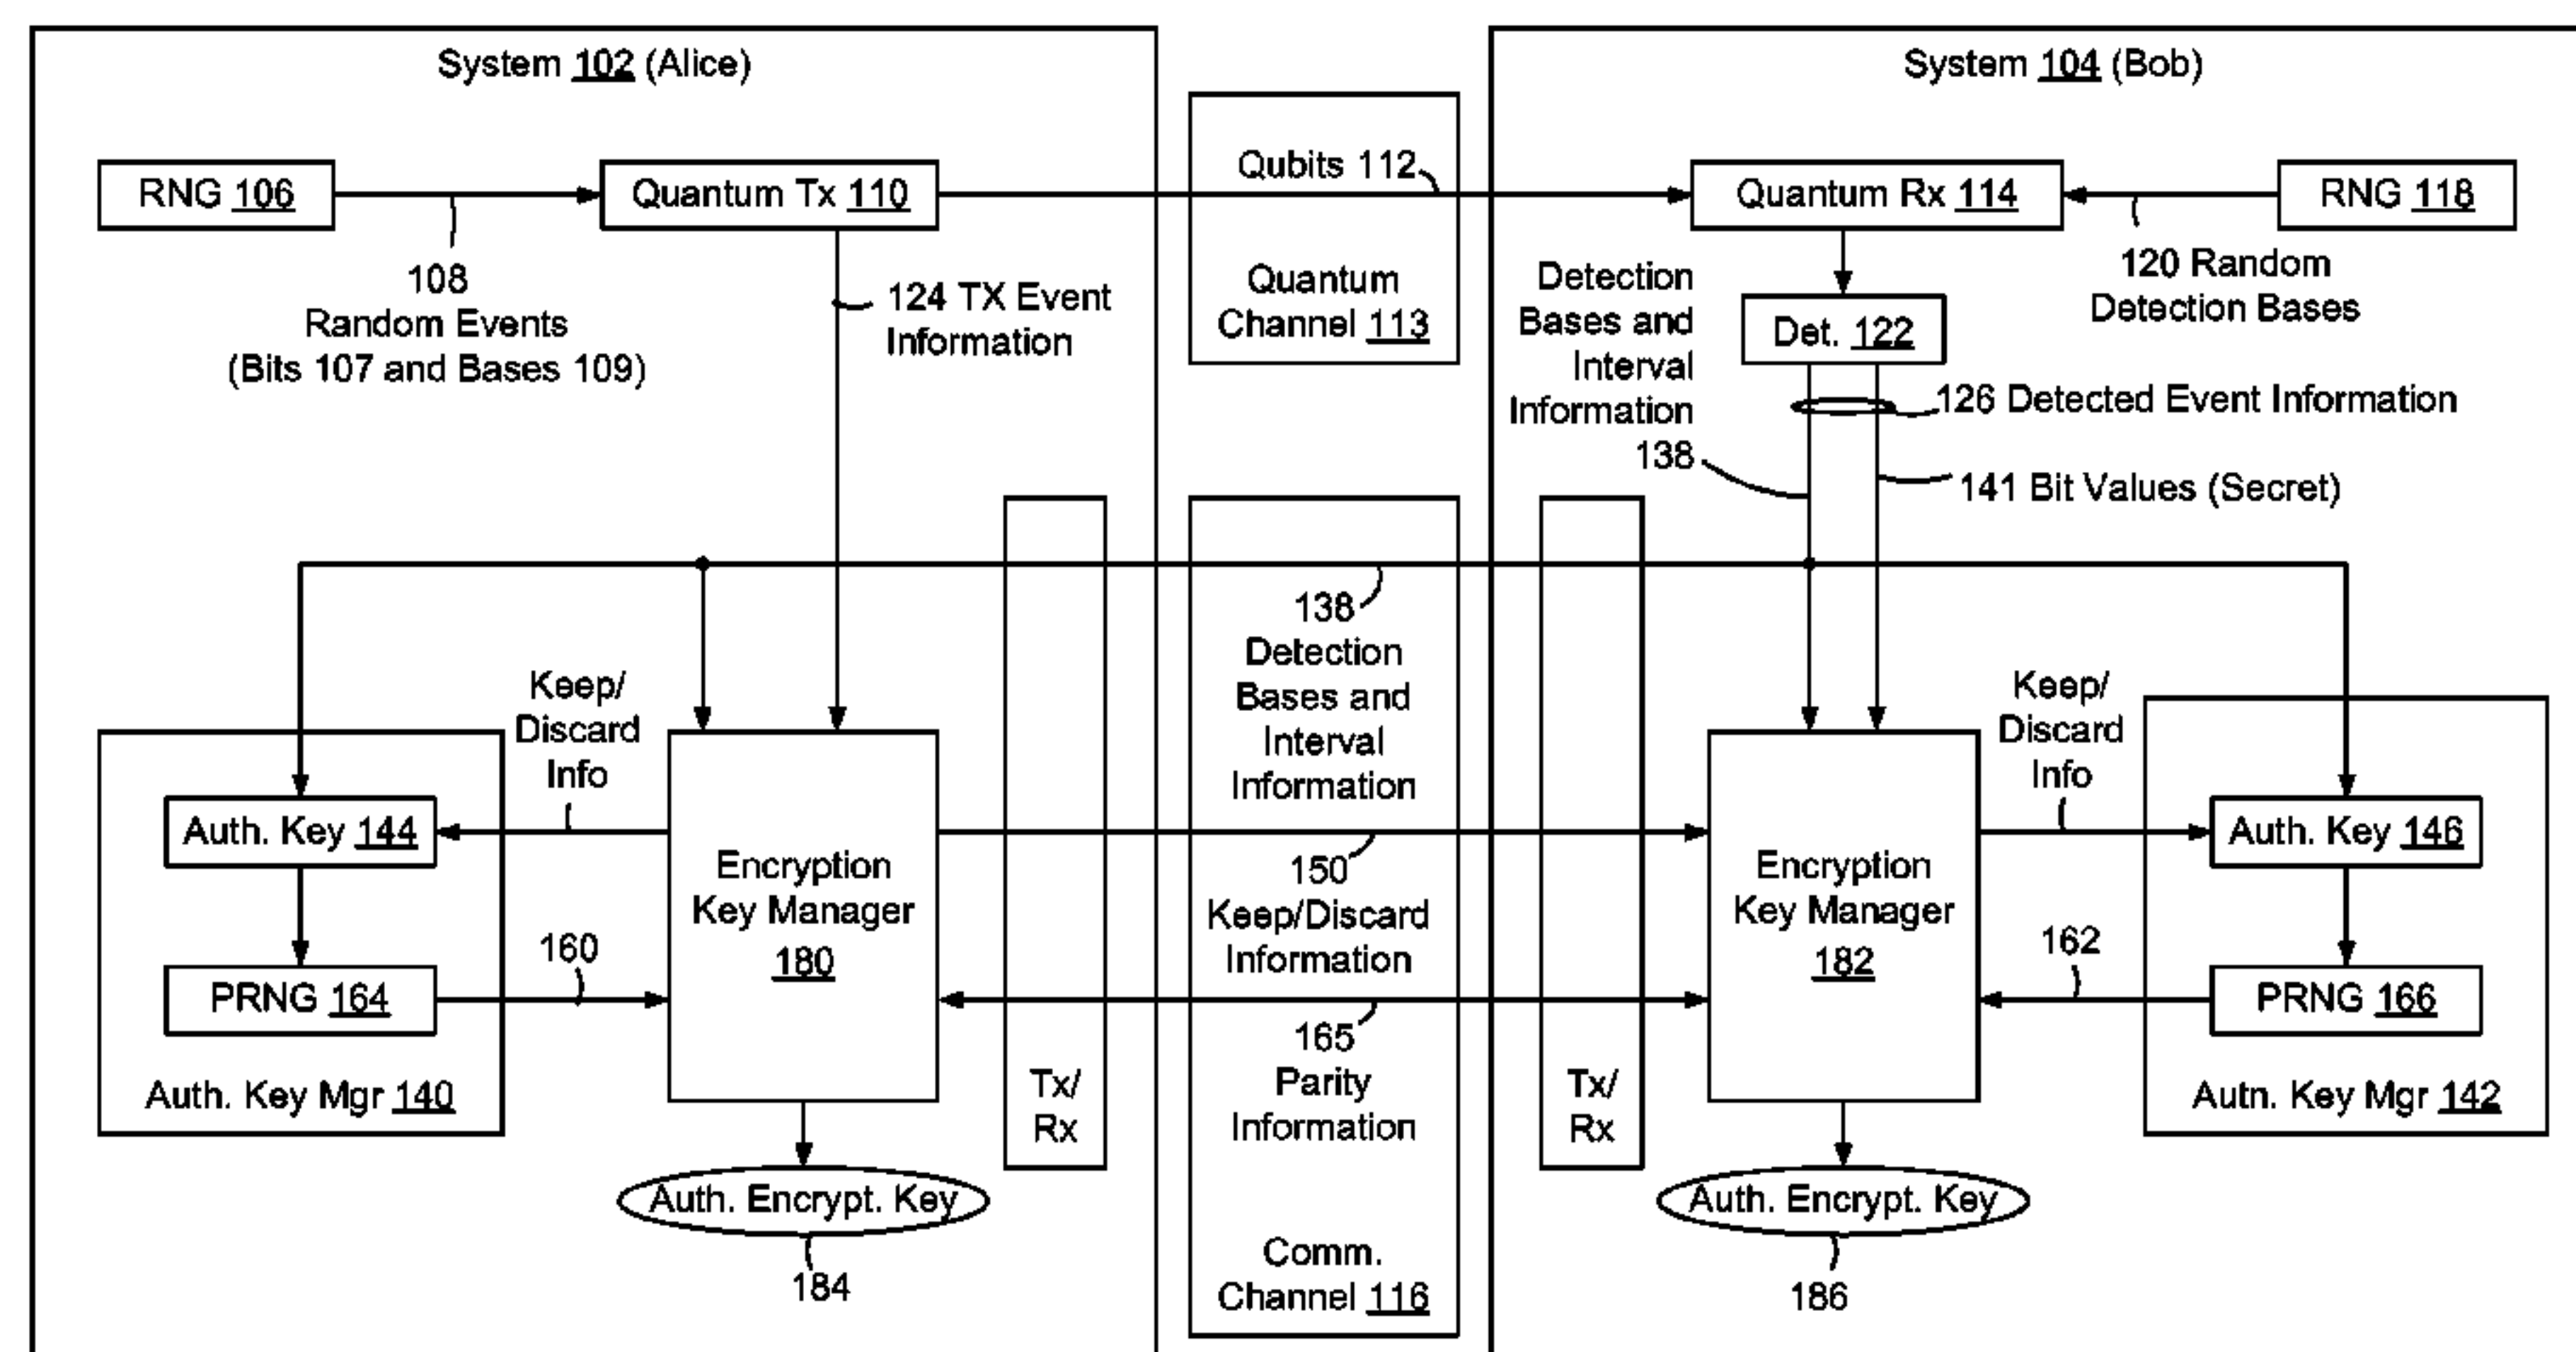 System 102 (Alice)
RNG 106
Quantum Tx 110
108
Random Events
(Bits 107 and Bases 109)
124 TX Event
Information
Keep/
Discard
Info
Auth. Key 144
PRNG 164
160
Auth. Key Mgr 140
Encryption
Key Manager
180
Tx/
Rx
Auth. Encrypt. Key
184
Qubits 112
Quantum
Channel 113
138
Detection
Bases and
Interval
Information
150
Keep/Discard
Information
165
Parity
Information
Comm.
Channel 116
System 104 (Bob)
Quantum Rx 114
RNG 118
120 Random
Detection Bases
Det. 122
Detection
Bases and
Interval
Information
138
126 Detected Event Information
141 Bit Values (Secret)
Tx/
Rx
Encryption
Key Manager
182
Keep/
Discard
Info
Auth. Key 146
162
PRNG 166
Autn. Key Mgr 142
Auth. Encrypt. Key
186